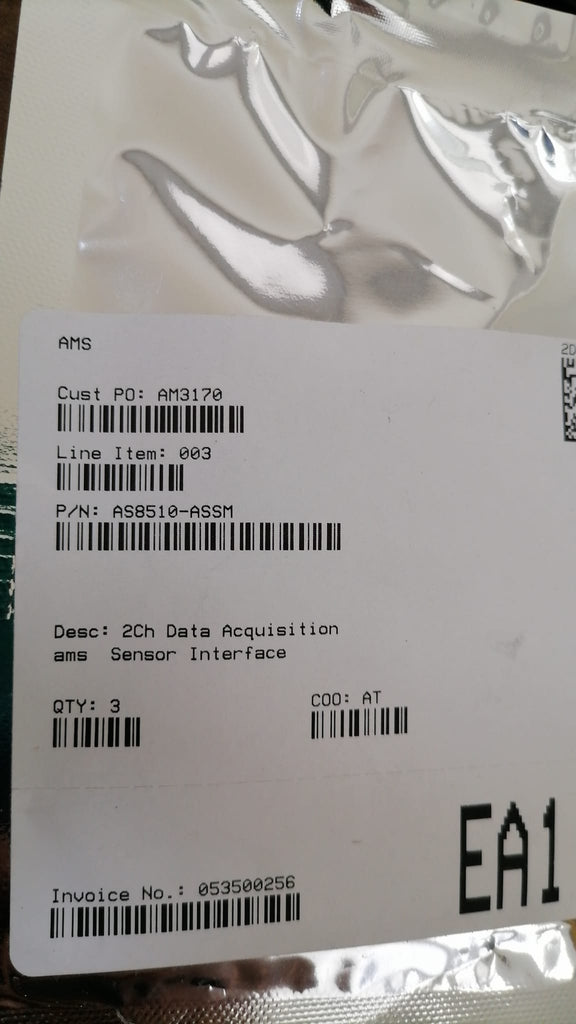 AMS
2D
Cust PO: AM3170
Line Item: 003
P/N: AS8510-ASSM
Desc: 2Ch Data Acquisition
ams Sensor Interface
QTY: 3
COO: AT
EA1
Invoice No.: 053500256